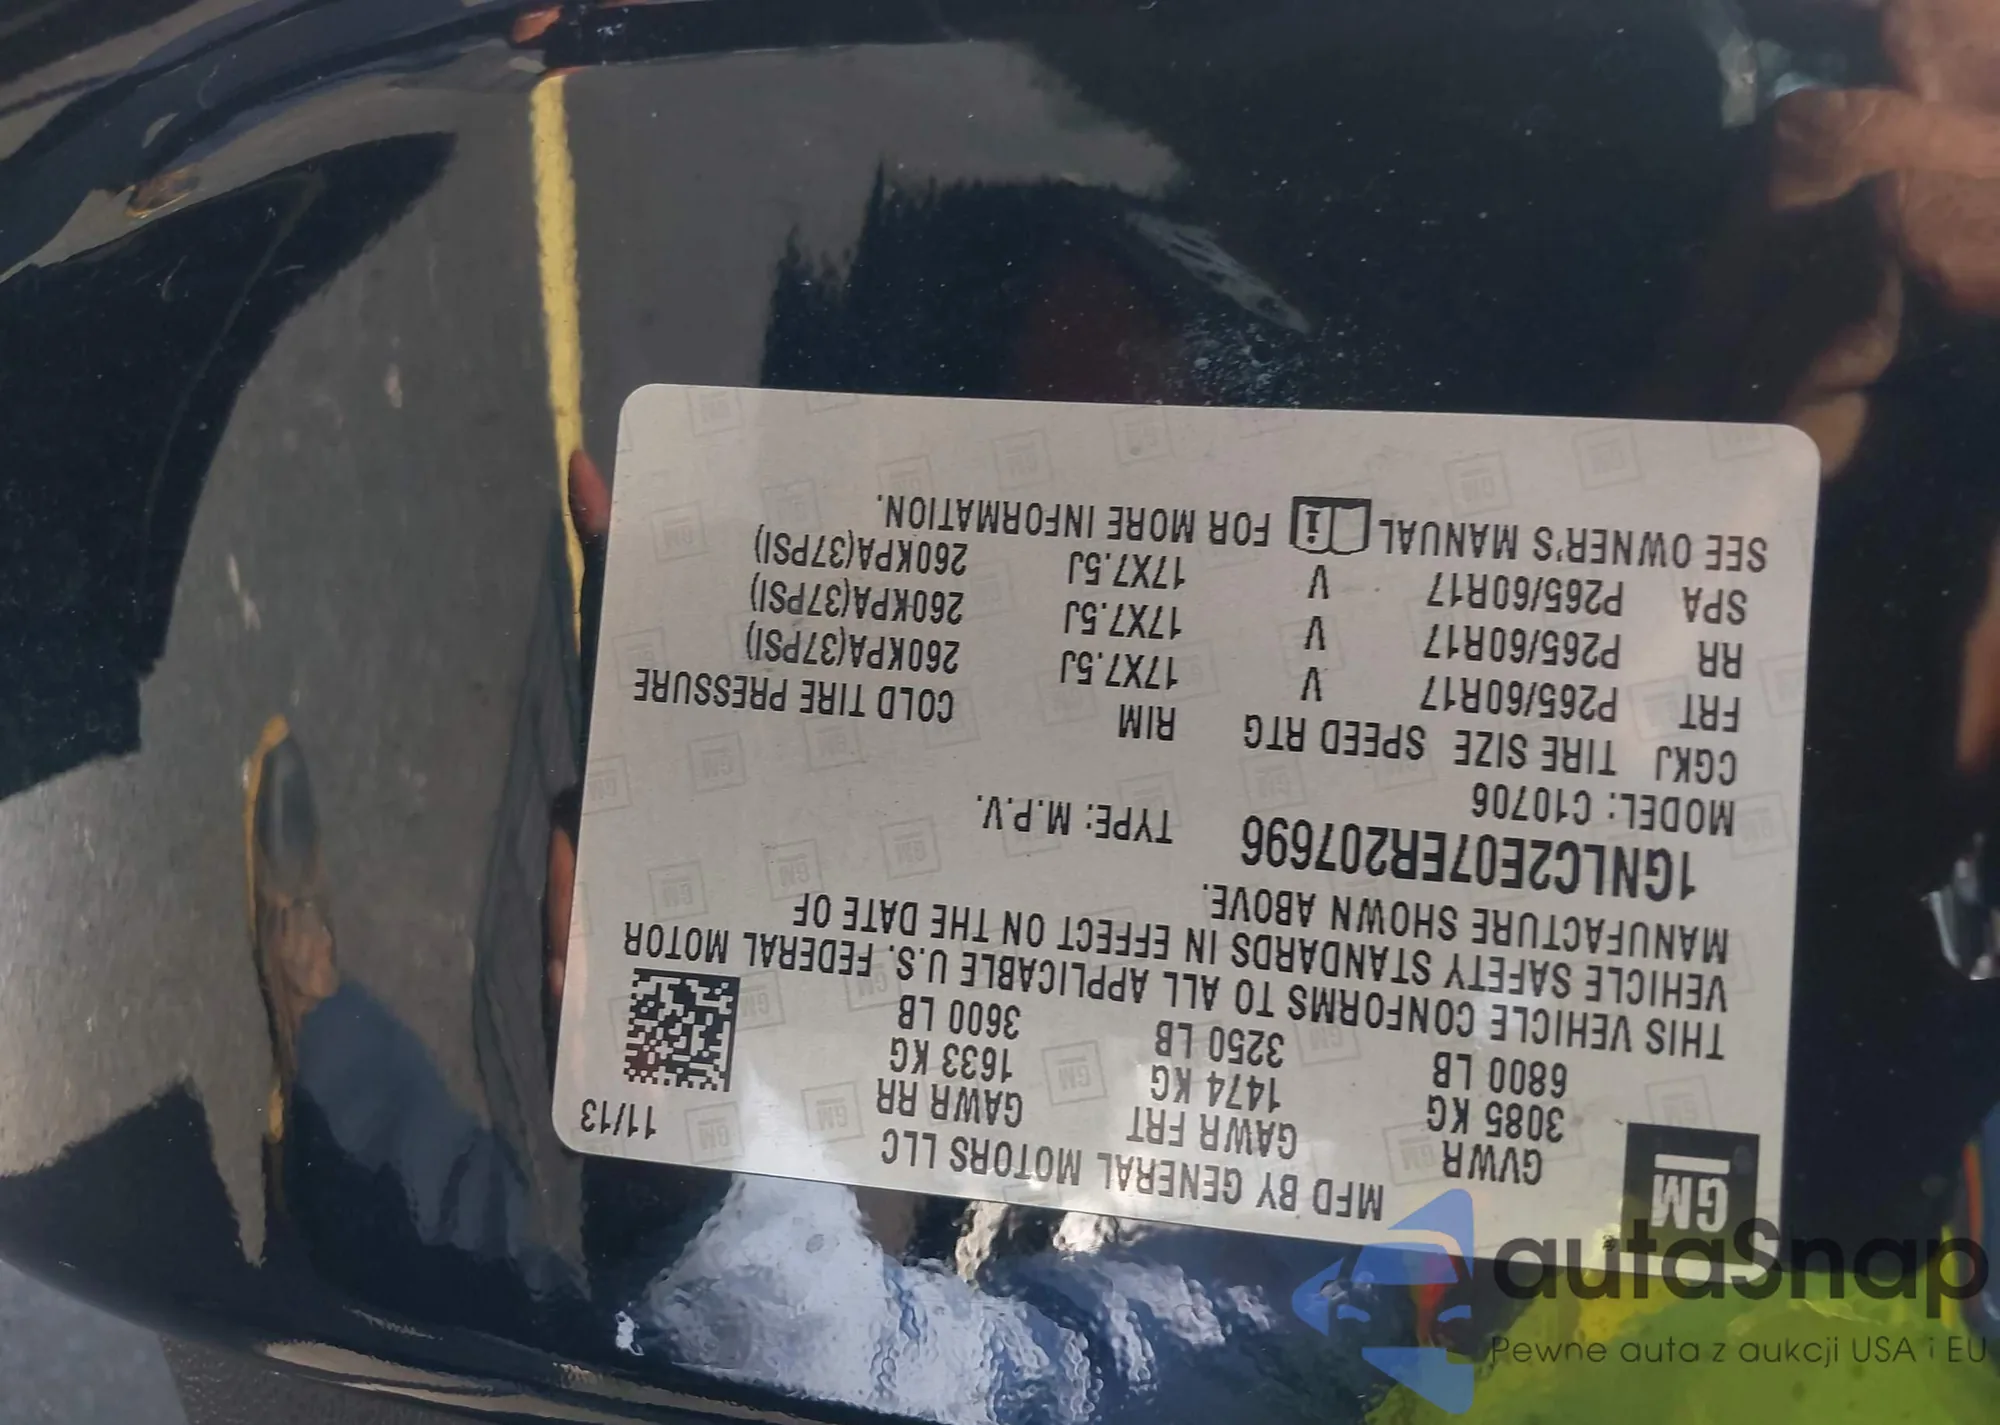 GM
MFD BY GENERAL MOTORS LLC
11/13
GVWR GAWR FRT GAWR RR
3085 KG 1474 KG 1633 KG
6800 LB 3250 LB 3600 LB
THIS VEHICLE CONFORMS TO ALL APPLICABLE U.S. FEDERAL MOTOR
VEHICLE SAFETY STANDARDS IN EFFECT ON THE DATE OF
MANUFACTURE SHOWN ABOVE.
1GNLC2E07ER207696 TYPE: M.P.V.
MODEL: C10706
CGKJ TIRE SIZE SPEED RTG RIM COLD TIRE PRESSURE
FRT P265/60R17 V 17X7.5J 260KPA(37PSI)
RR P265/60R17 V 17X7.5J 260KPA(37PSI)
SPA P265/60R17 V 17X7.5J 260KPA(37PSI)
SEE OWNER'S MANUAL i FOR MORE INFORMATION.
autaSnap
Pewne auta z aukcji USA i EU